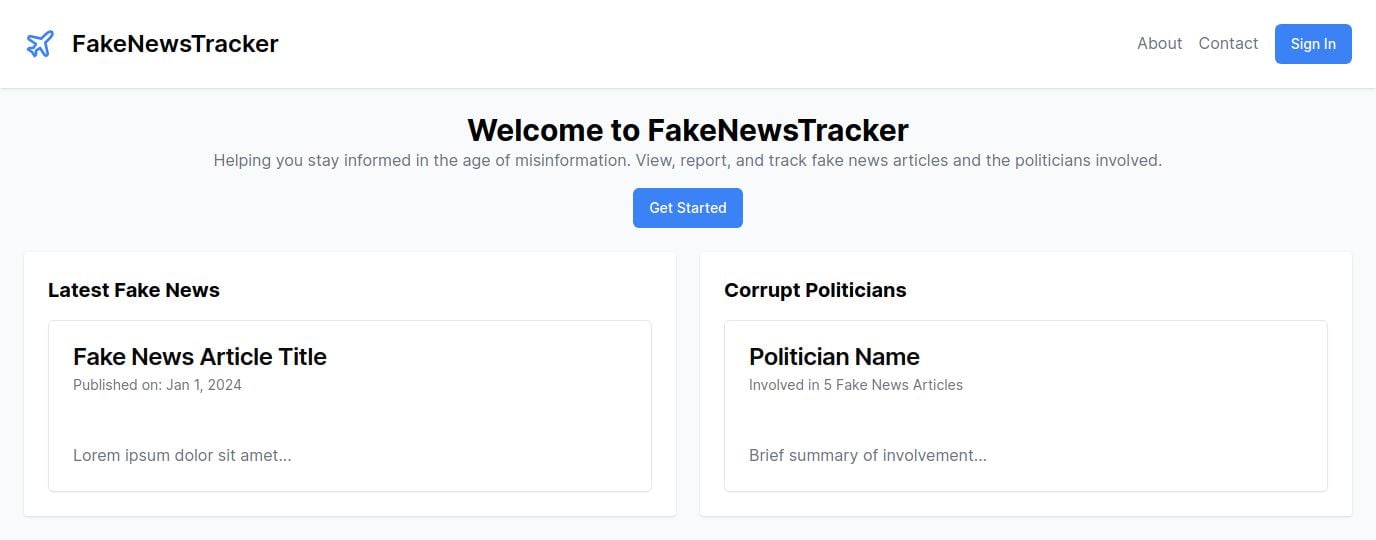 FakeNewsTracker
About
Contact
Sign In
Welcome to FakeNewsTracker
Helping you stay informed in the age of misinformation. View, report, and track fake news articles and the politicians involved.
Get Started
Latest Fake News
Fake News Article Title
Published on: Jan 1, 2024
Lorem ipsum dolor sit amet...
Corrupt Politicians
Politician Name
Involved in 5 Fake News Articles
Brief summary of involvement...